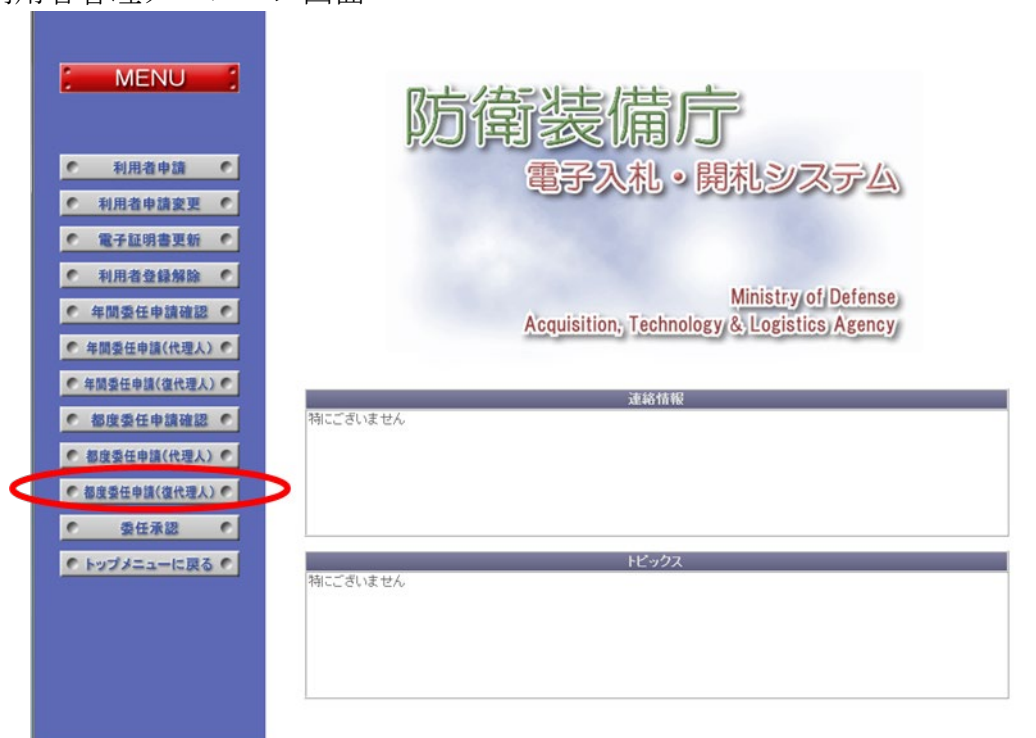 MENU
利用者申請
利用者申請変更
電子証明書更新
利用者登録解除
年間委任申請確認
年間委任申請(代理人)
年間委任申請(復代理人)
都度委任申請確認
都度委任申請(代理人)
都度委任申請(復代理人)
委任承認
トップメニューに戻る
防衛装備庁
電子入札・開札システム
Ministry of Defense
Acquisition, Technology & Logistics Agency
連絡情報
特にございません
トピックス
特にございません